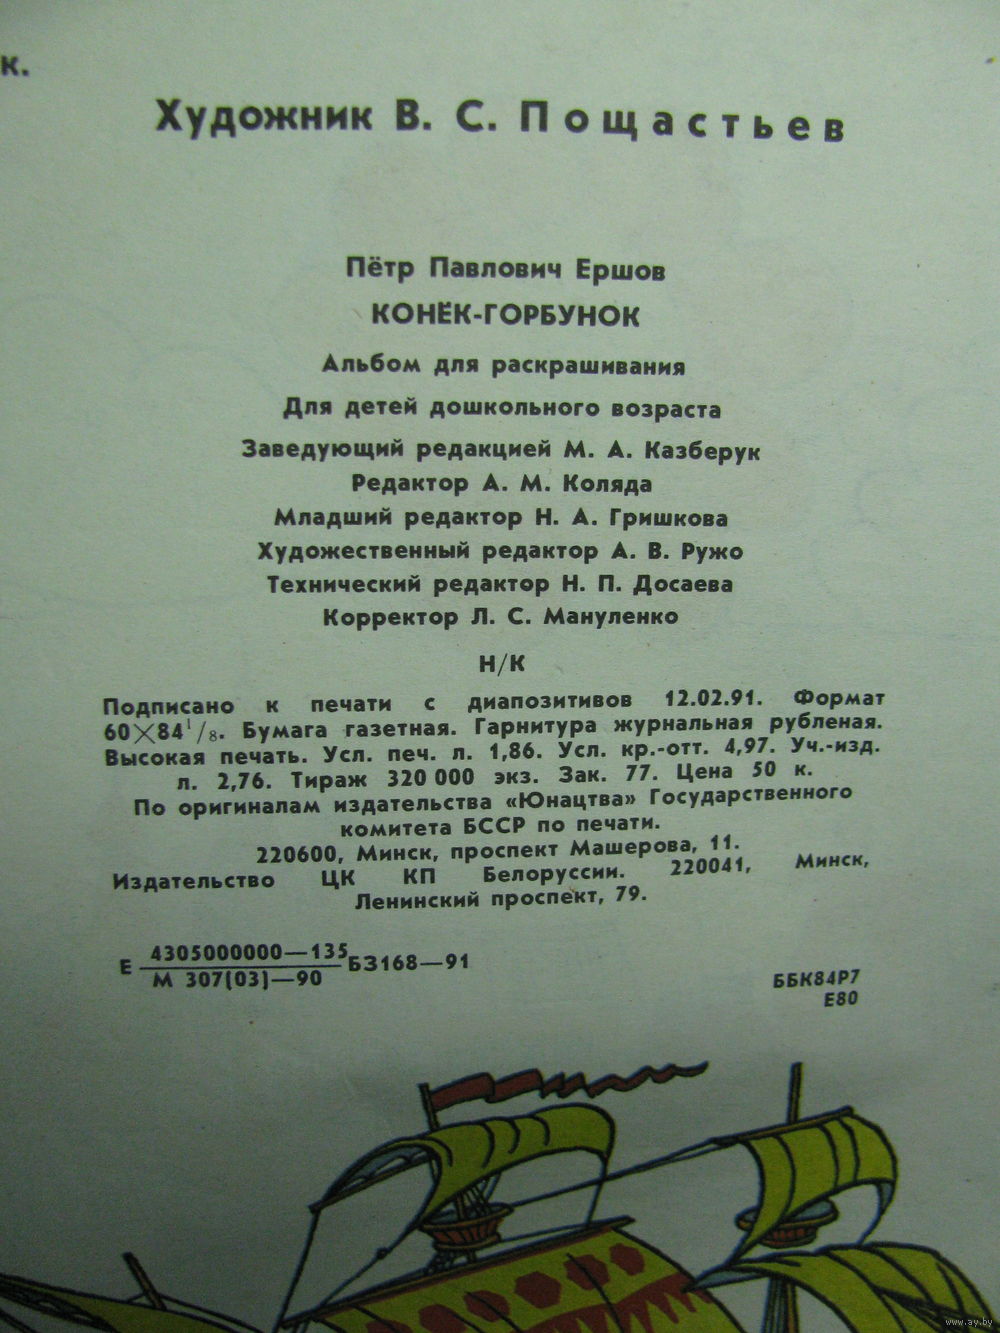 к.
Художник В. С. Пощастьев
Пётр Павлович Ершов
КОНЁК-ГОРБУНОК
Альбом для раскрашивания
Для детей дошкольного возраста
Заведующий редакцией М. А. Казберук
Редактор А. М. Коляда
Младший редактор Н. А. Гришкова
Художественный редактор А. В. Ружо
Технический редактор Н. П. Досаева
Корректор Л. С. Мануленко
Н/К
Подписано к печати с диапозитивов 12.02.91. Формат
60×84 1/8. Бумага газетная. Гарнитура журнальная рубленая.
Высокая печать. Усл. печ. л. 1,86. Усл. кр.-отт. 4,97. Уч.-изд.
л. 2,76. Тираж 320 000 экз. Зак. 77. Цена 50 к.
По оригиналам издательства «Юнацтва» Государственного
комитета БССР по печати.
220600, Минск, проспект Машерова, 11.
Издательство ЦК КП Белоруссии. 220041, Минск,
Ленинский проспект, 79.
Е 4305000000—135 БЗ168—91
М 307(03)—90
ББК84Р7
Е80
www.ay.by